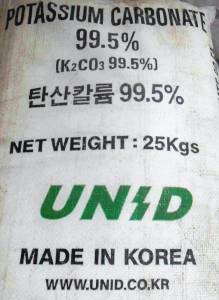 POTASSIUM CARBONATE
99.5%
(K2CO3 99.5%)
탄산칼륨 99.5%
NET WEIGHT : 25Kgs
UNID
MADE IN KOREA
WWW.UNID.CO.KR